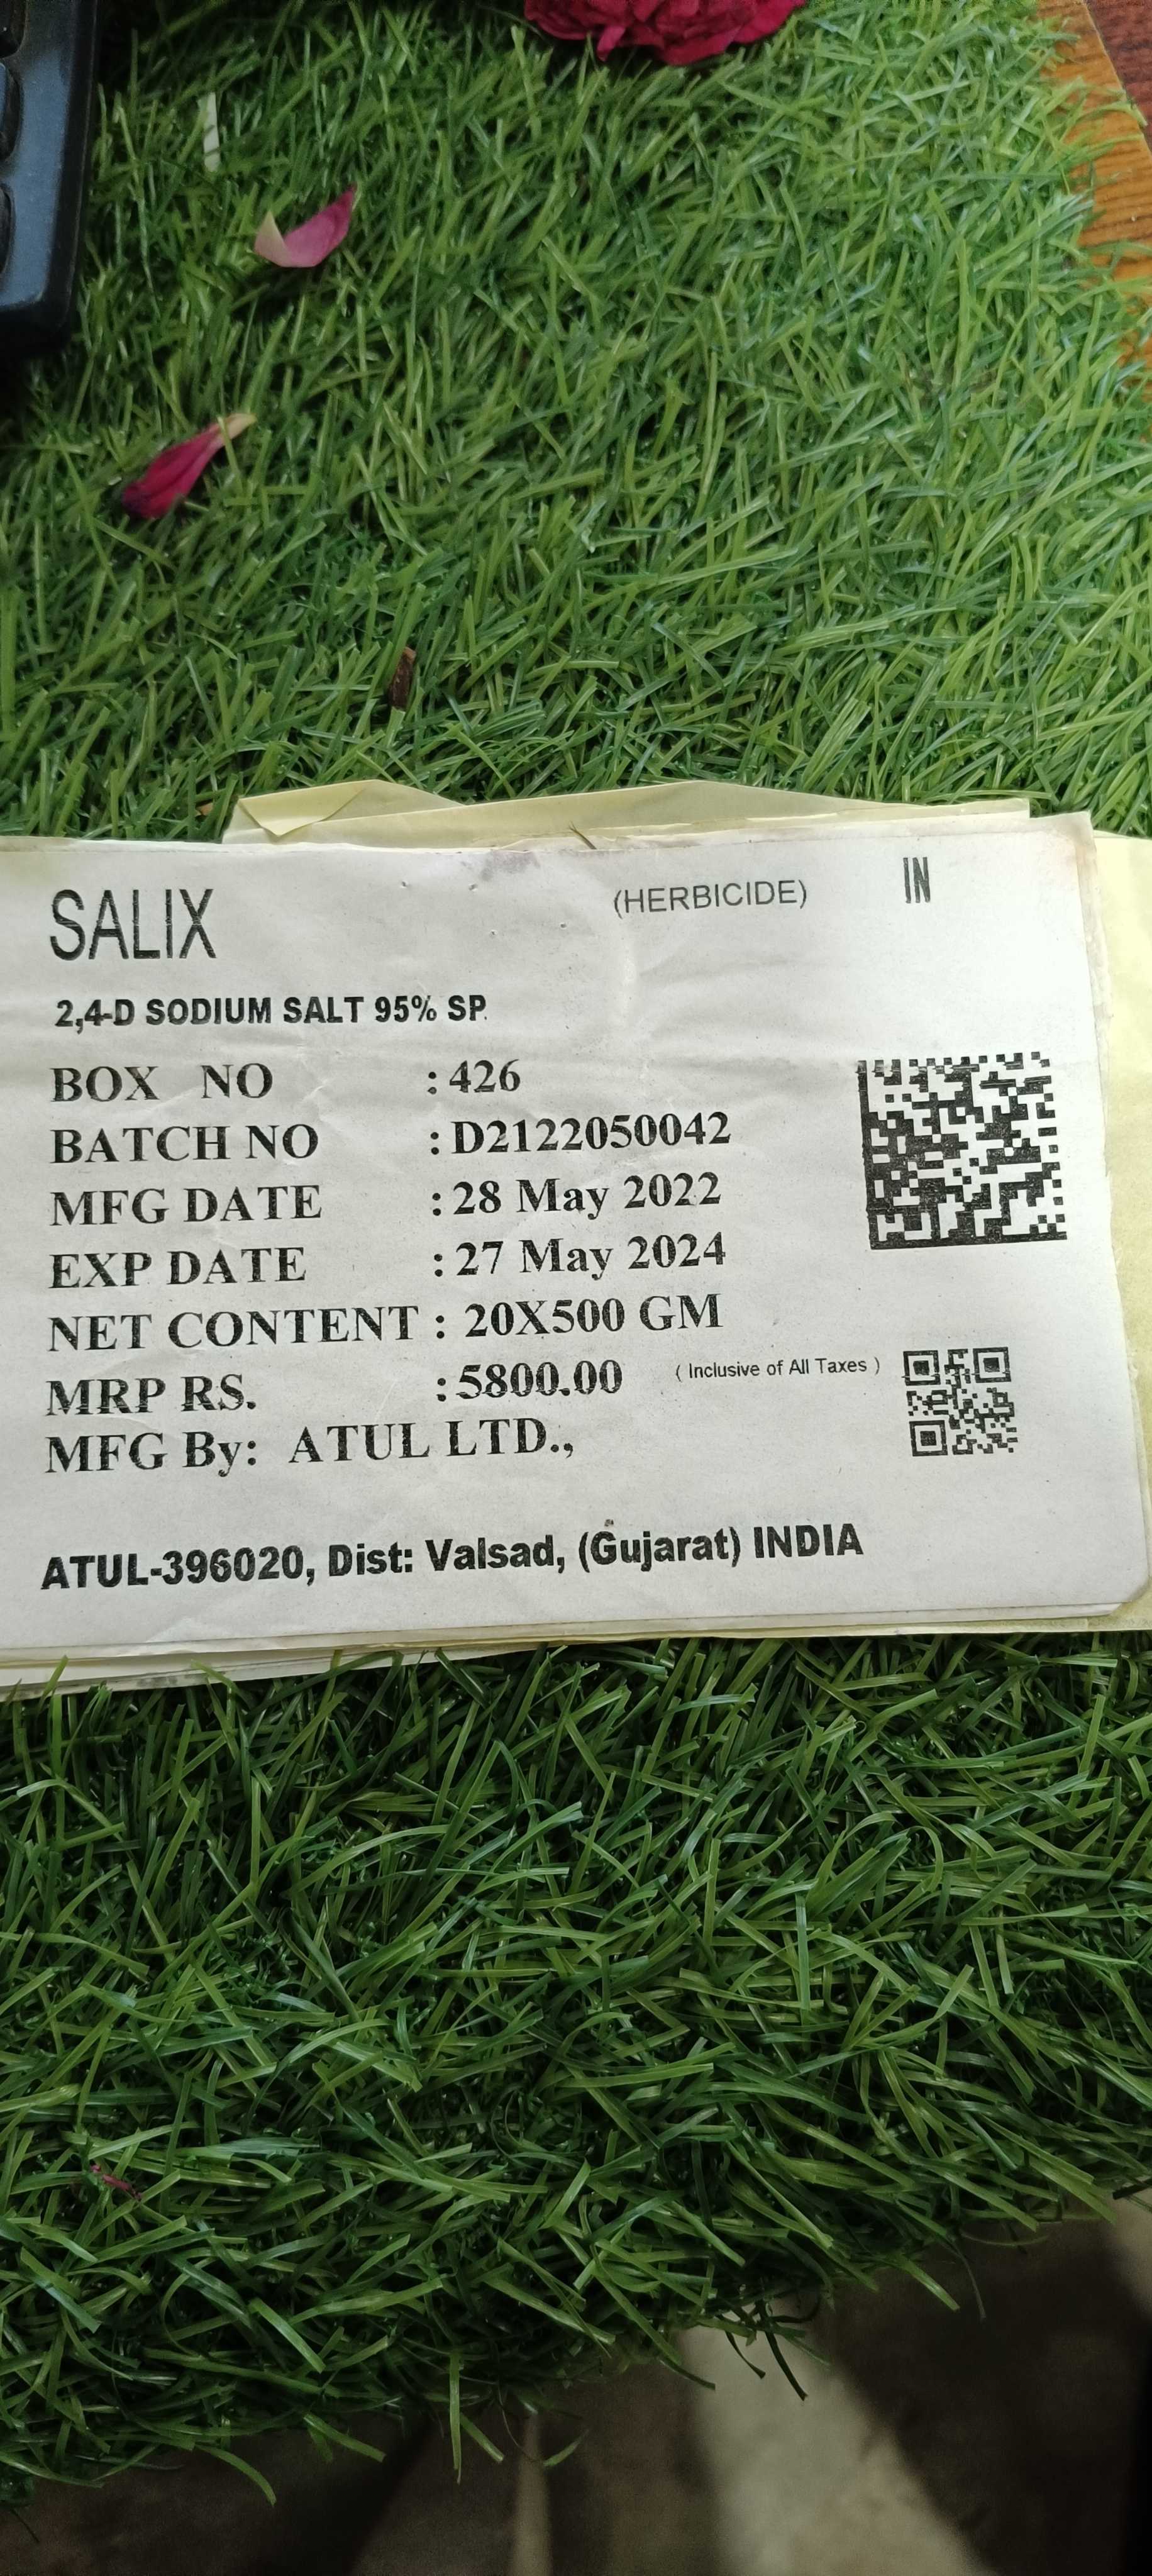 SALIX (HERBICIDE) IN
2,4-D SODIUM SALT 95% SP
BOX NO : 426
BATCH NO : D2122050042
MFG DATE : 28 May 2022
EXP DATE : 27 May 2024
NET CONTENT : 20X500 GM
MRP RS. : 5800.00 ( Inclusive of All Taxes )
MFG By: ATUL LTD.,
ATUL-396020, Dist: Valsad, (Gujarat) INDIA